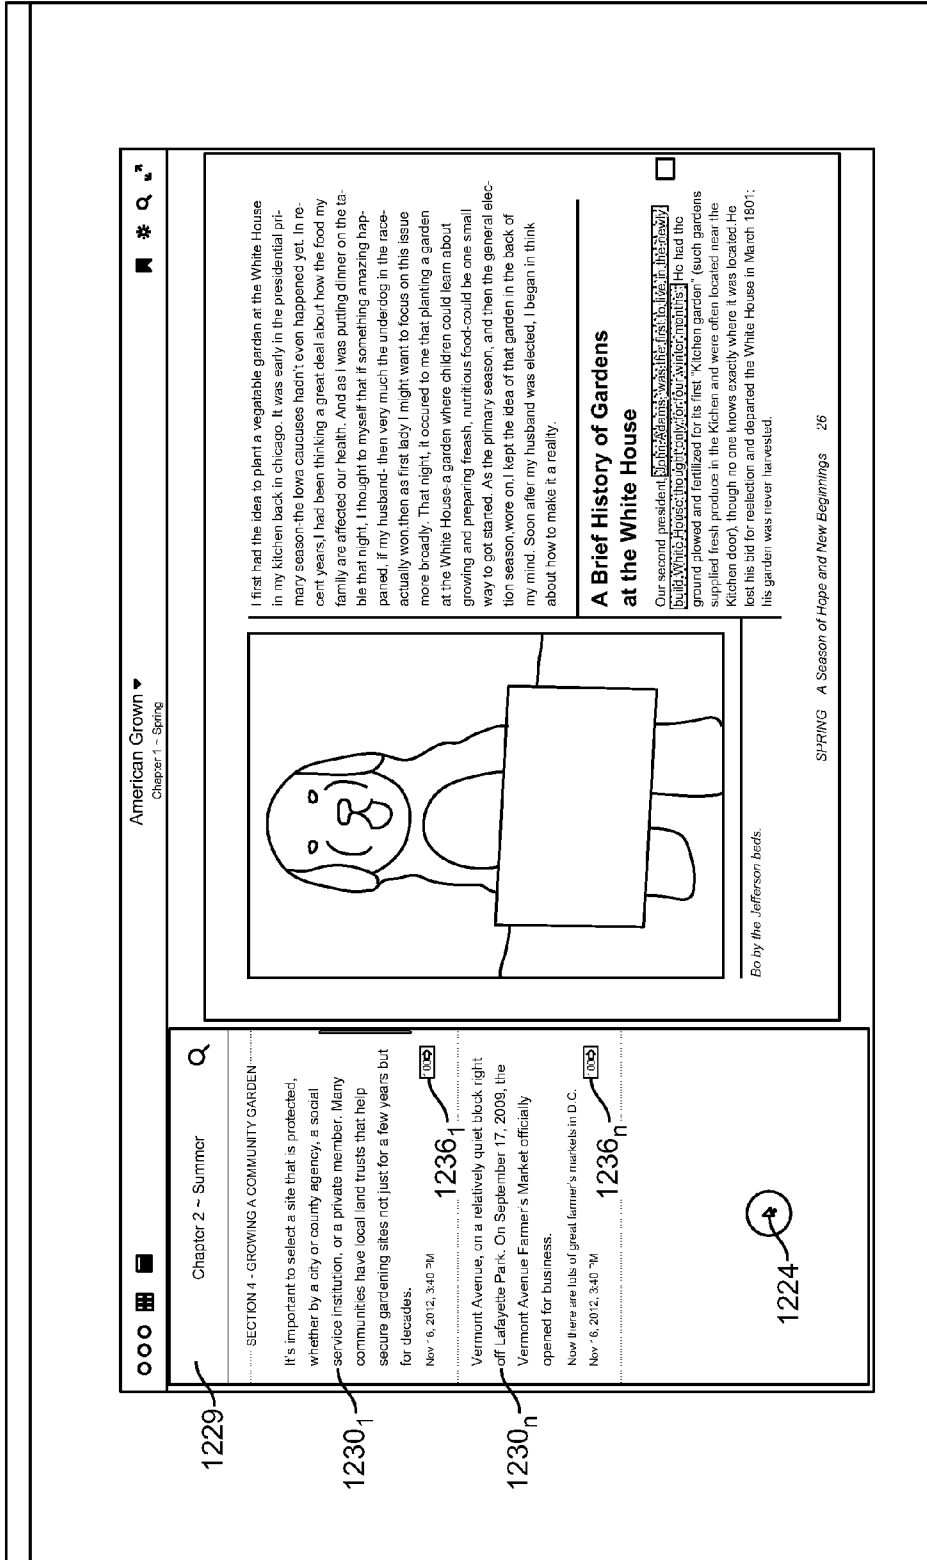 American Grown
Chapter 1 ~ Spring
Chapter 2 ~ Summer
SECTION 4 - GROWING A COMMUNITY GARDEN
It's important to select a site that is protected,
whether by a city or county agency, a social
service institution, or a private member. Many
communities have local land trusts that help
secure gardening sites not just for a few years but
for decades.
Nov 16, 2012, 3:40 PM
Vermont Avenue, on a relatively quiet block right
off Lafayette Park. On September 17, 2009, the
Vermont Avenue Farmer's Market officially
opened for business.
Now there are lots of great farmer's markets in D.C.
Nov 16, 2012, 3:40 PM
1229
1230₁
1230ₙ
1236₁
1236ₙ
1224
Bo by the Jefferson beds.
I first had the idea to plant a vegatable gardan at the White House
in my kitchen back in chicago. It was early in the presidential pri-
mary season-the lowa caucuses hadn't even happened yet. In re-
cent years,I had been thinking a great deal about how the food my
family are affected our health. And as i was putting dinner on the ta-
ble that night, I thought to myself that if something amazing hap-
paned, if my husband- then very much the underdog in the race-
actually won,then as first lady I might want to focus on this issue
more broadly. That night, it occured to me that planting a garden
at the White House-a garden where children could learn about
growing and preparing freash, nutritious food-could be one small
way to got started. As the primary season, and then the general elec-
tion season,wore on,I kept the idea of that garden in the back of
my mind. Soon after my husband was elected, I began in think
about how to make it a reality.
A Brief History of Gardens
at the White House
Our second president, John Adams, was the first to live in the newly
build White House thought only for four winter months. He had the
ground plowed and fertilized for its first "Kitchen garden" (such gardens
supplied fresh produce in the Kichen and were often located near the
Kitchen door), though no one knows exactly where it was located.He
lost his bid for reelection and departed the White House in March 1801;
his garden was never harvested.
SPRING A Season of Hope and New Beginnings 26